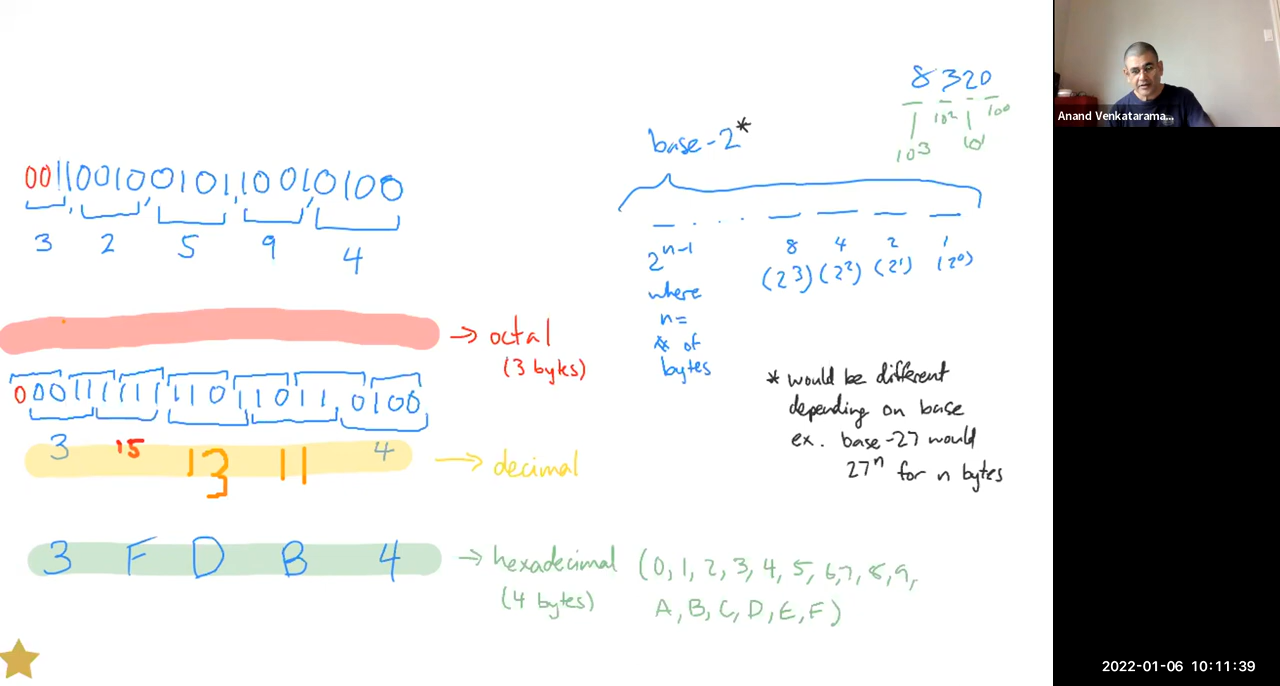 8320
10³ 10² 10¹ 10⁰
base-2*
00110010010110010100
3 2 5 9 4
8 4 2 1
2ⁿ⁻¹ (2³) (2²) (2¹) (2⁰)
where
n=
# of
bytes
→ octal
(3 bytes)
3 15 13 11 4
→ decimal
3 F D B 4
→ hexadecimal (0, 1, 2, 3, 4, 5, 6, 7, 8, 9,
(4 bytes) A, B, C, D, E, F)
* would be different
depending on base
ex. base-27 would
27ⁿ for n bytes
Anand Venkatarama...
2022-01-06 10:11:39